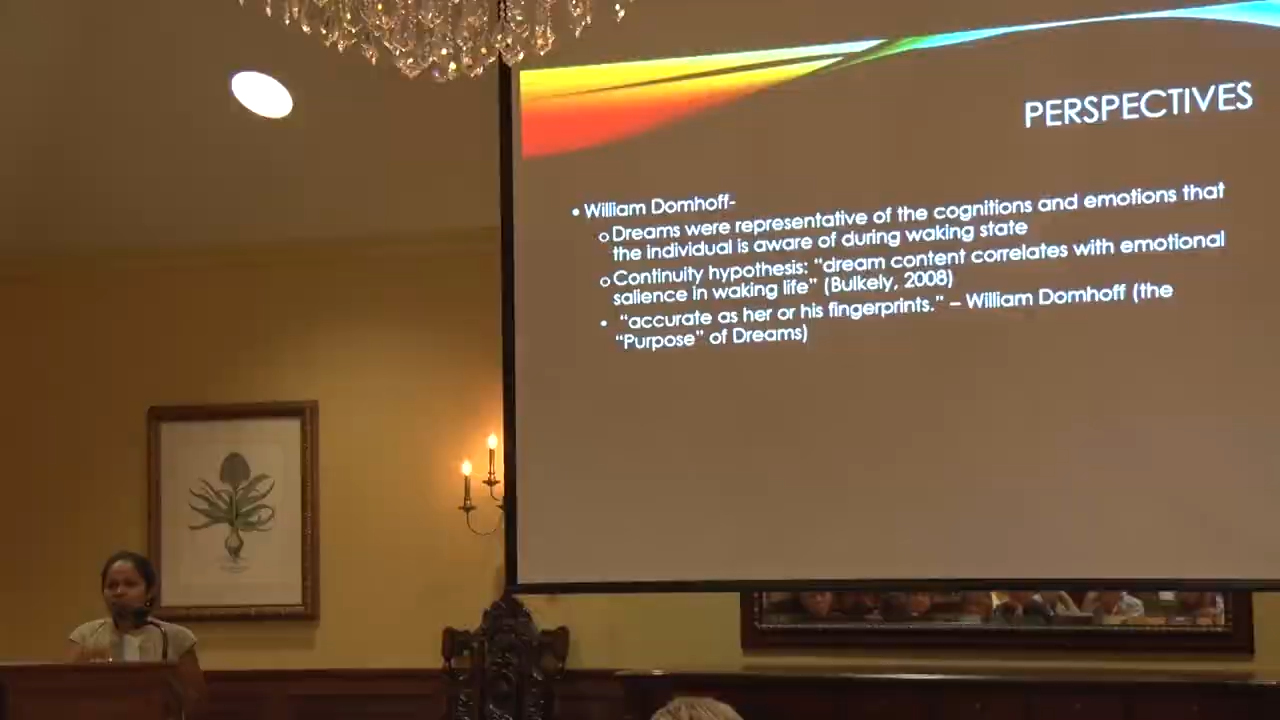 PERSPECTIVES
• William Domhoff-
o Dreams were representative of the cognitions and emotions that
the individual is aware of during waking state
o Continuity hypothesis: “dream content correlates with emotional
salience in waking life” (Bulkely, 2008)
• “accurate as her or his fingerprints.” – William Domhoff (the
“Purpose” of Dreams)